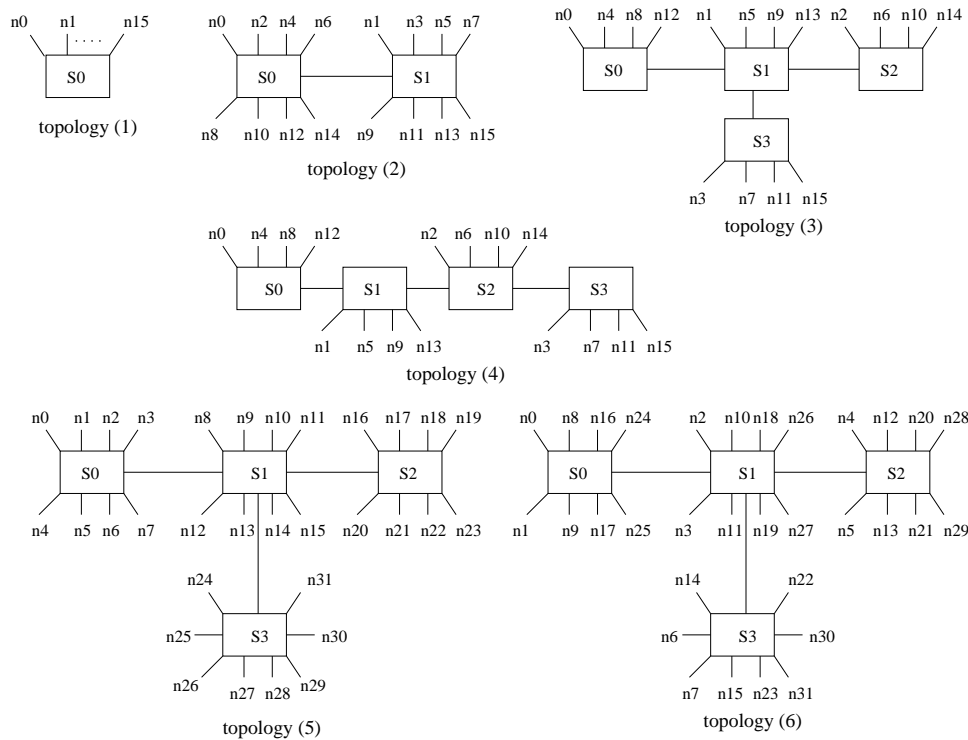 n0 n1 n15
. . . .
S0
topology (1)
n0 n2 n4 n6 n1 n3 n5 n7
S0 S1
n8 n10 n12 n14 n9 n11 n13 n15
topology (2)
n0 n4 n8 n12 n1 n5 n9 n13 n2 n6 n10 n14
S0 S1 S2
S3
n3 n7 n11 n15
topology (3)
n0 n4 n8 n12 n2 n6 n10 n14
S0 S1 S2 S3
n1 n5 n9 n13 n3 n7 n11 n15
topology (4)
n0 n1 n2 n3 n8 n9 n10 n11 n16 n17 n18 n19
S0 S1 S2
n4 n5 n6 n7 n12 n13 n14 n15 n20 n21 n22 n23
n24 n31
n25 S3 n30
n26 n27 n28 n29
topology (5)
n0 n8 n16 n24 n2 n10 n18 n26 n4 n12 n20 n28
S0 S1 S2
n1 n9 n17 n25 n3 n11 n19 n27 n5 n13 n21 n29
n14 n22
n6 S3 n30
n7 n15 n23 n31
topology (6)